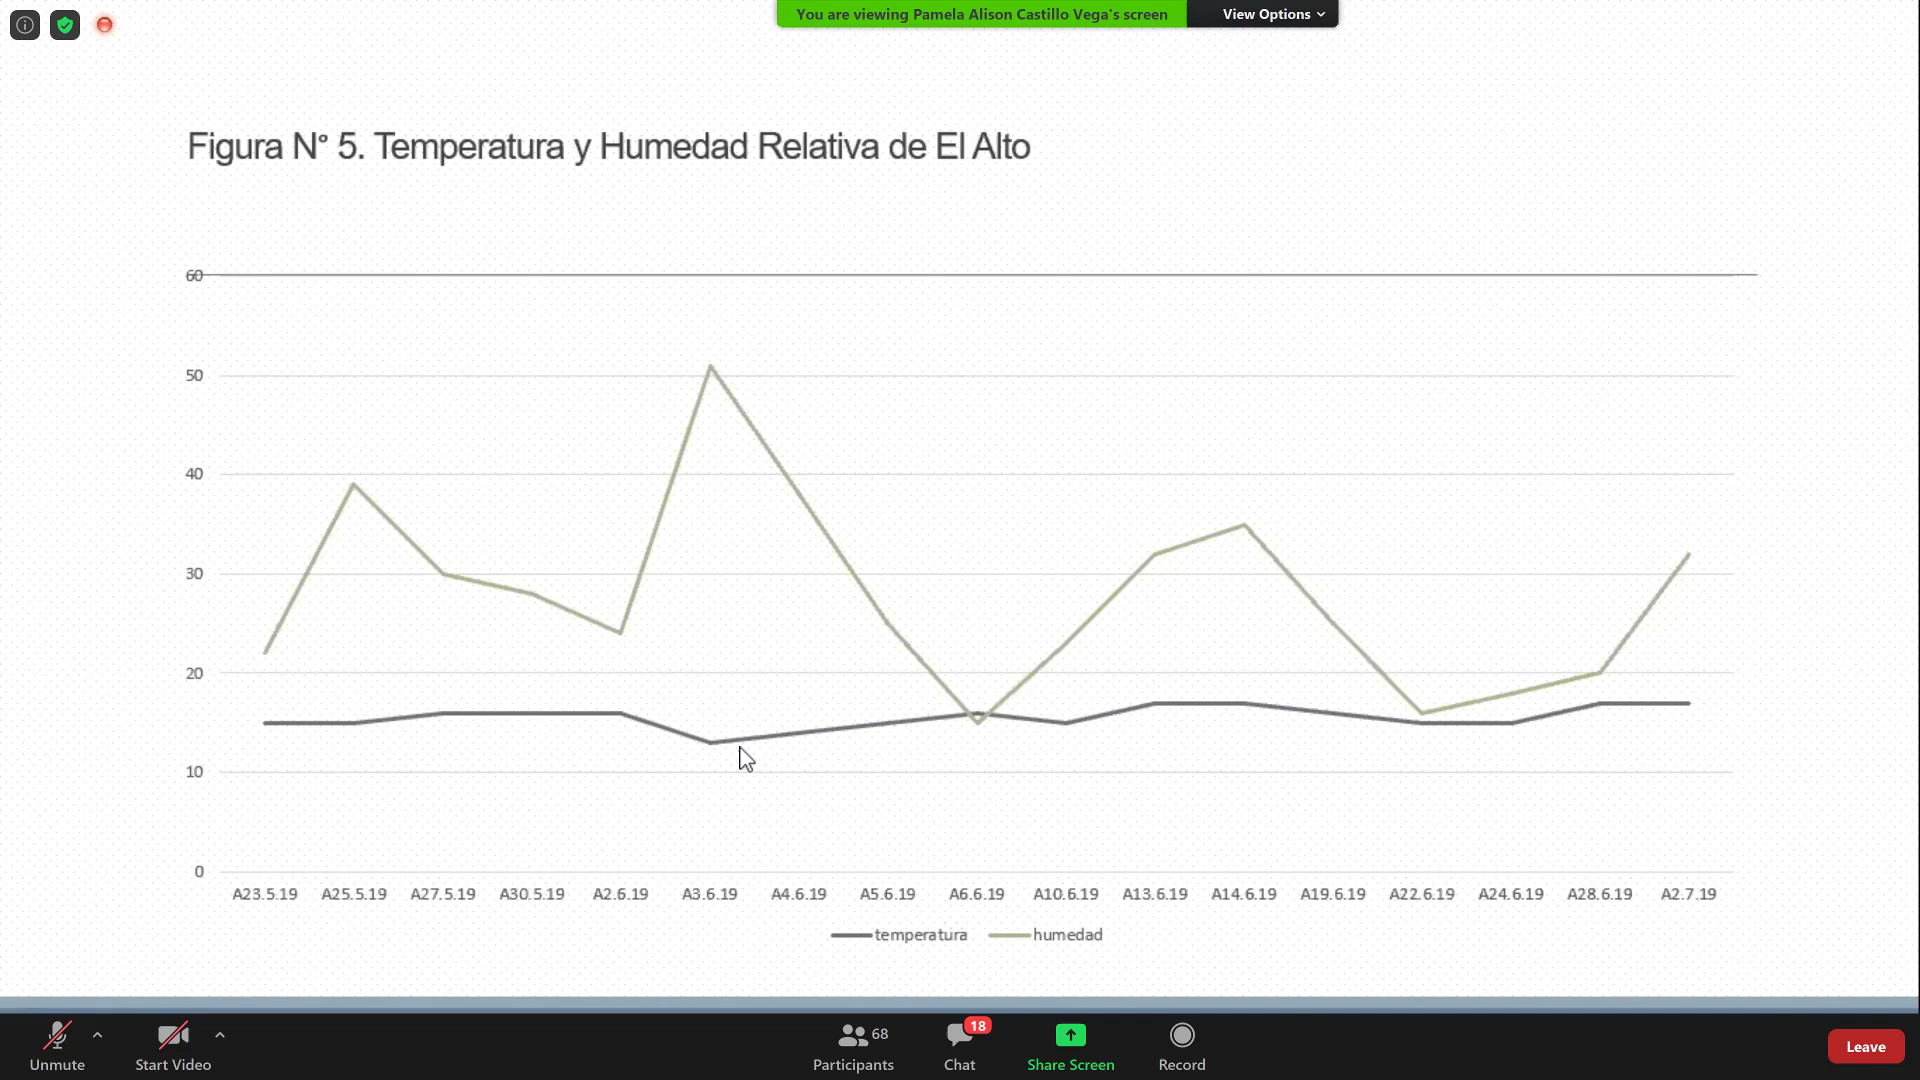 You are viewing Pamela Alison Castillo Vega's screen
View Options
Figura N° 5. Temperatura y Humedad Relativa de El Alto
60
50
40
30
20
10
0
A23.5.19 A25.5.19 A27.5.19 A30.5.19 A2.6.19 A3.6.19 A4.6.19 A5.6.19 A6.6.19 A10.6.19 A13.6.19 A14.6.19 A19.6.19 A22.6.19 A24.6.19 A28.6.19 A2.7.19
temperatura humedad
68 18
Unmute Start Video Participants Chat Share Screen Record Leave